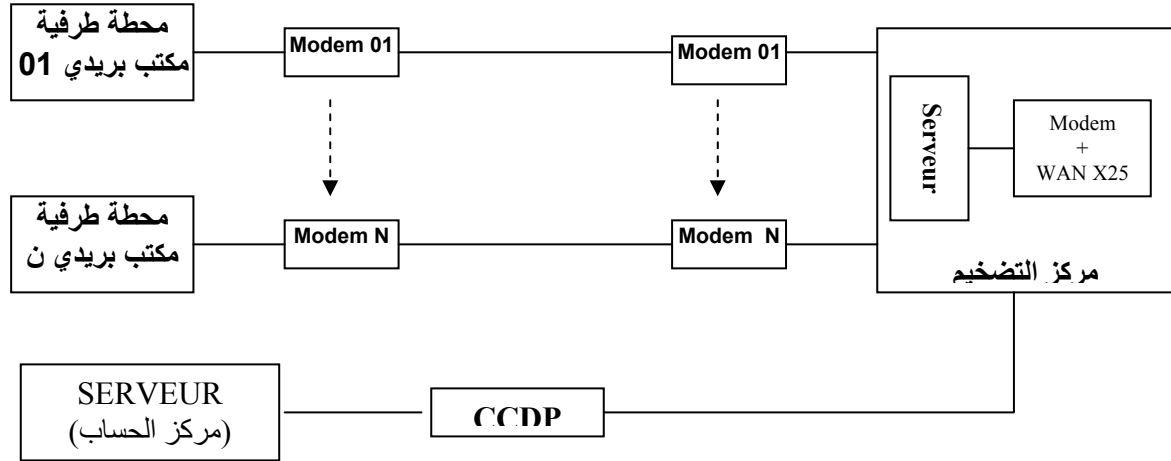 محطة طرفية
مكتب بريدي 01
Modem 01
Modem 01
Serveur
Modem
+
WAN X25
محطة طرفية
مكتب بريدي ن
Modem N
Modem N
مركز التضخيم
SERVEUR
(مركز الحساب)
CCDP